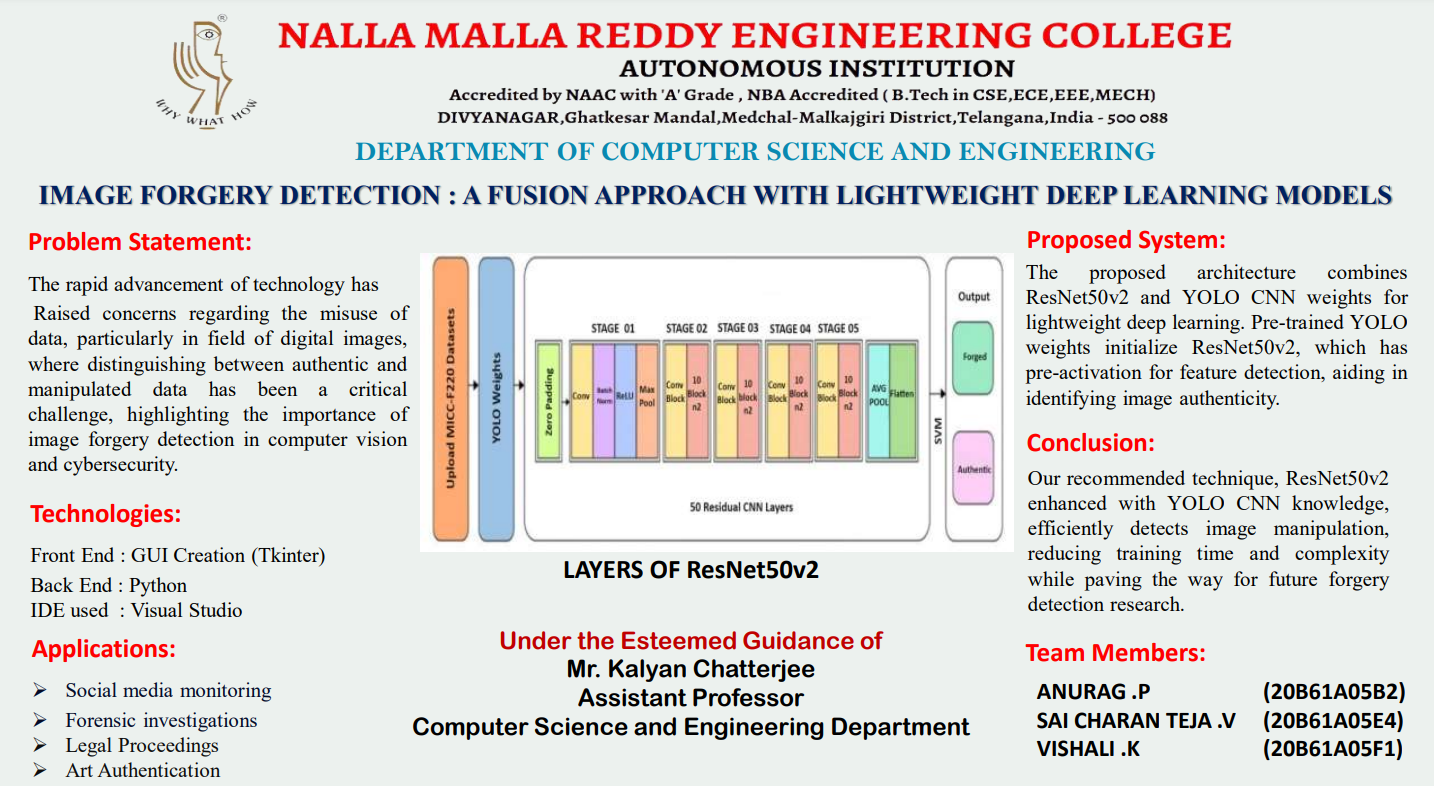 WHY WHAT HOW
NALLA MALLA REDDY ENGINEERING COLLEGE
AUTONOMOUS INSTITUTION
Accredited by NAAC with 'A' Grade , NBA Accredited ( B.Tech in CSE,ECE,EEE,MECH)
DIVYANAGAR,Ghatkesar Mandal,Medchal-Malkajgiri District,Telangana,India - 500 088
DEPARTMENT OF COMPUTER SCIENCE AND ENGINEERING
IMAGE FORGERY DETECTION : A FUSION APPROACH WITH LIGHTWEIGHT DEEP LEARNING MODELS
Problem Statement:
The rapid advancement of technology has
Raised concerns regarding the misuse of
data, particularly in field of digital images,
where distinguishing between authentic and
manipulated data has been a critical
challenge, highlighting the importance of
image forgery detection in computer vision
and cybersecurity.
Technologies:
Front End : GUI Creation (Tkinter)
Back End : Python
IDE used : Visual Studio
Applications:
➢ Social media monitoring
➢ Forensic investigations
➢ Legal Proceedings
➢ Art Authentication
Upload MICC-F220 Datasets
YOLO Weights
Zero Padding
STAGE 01
Conv
Batch
Norm
ReLU
Max
Pool
STAGE 02
Conv
Block
10
Block
n2
STAGE 03
Conv
Block
10
block
n2
STAGE 04
Conv
Block
10
Block
n2
STAGE 05
Conv
Block
10
Block
n2
AVG
POOL
Flatten
50 Residual CNN Layers
SVM
Output
Forged
Authentic
LAYERS OF ResNet50v2
Under the Esteemed Guidance of
Mr. Kalyan Chatterjee
Assistant Professor
Computer Science and Engineering Department
Proposed System:
The proposed architecture combines
ResNet50v2 and YOLO CNN weights for
lightweight deep learning. Pre-trained YOLO
weights initialize ResNet50v2, which has
pre-activation for feature detection, aiding in
identifying image authenticity.
Conclusion:
Our recommended technique, ResNet50v2
enhanced with YOLO CNN knowledge,
efficiently detects image manipulation,
reducing training time and complexity
while paving the way for future forgery
detection research.
Team Members:
ANURAG .P (20B61A05B2)
SAI CHARAN TEJA .V (20B61A05E4)
VISHALI .K (20B61A05F1)